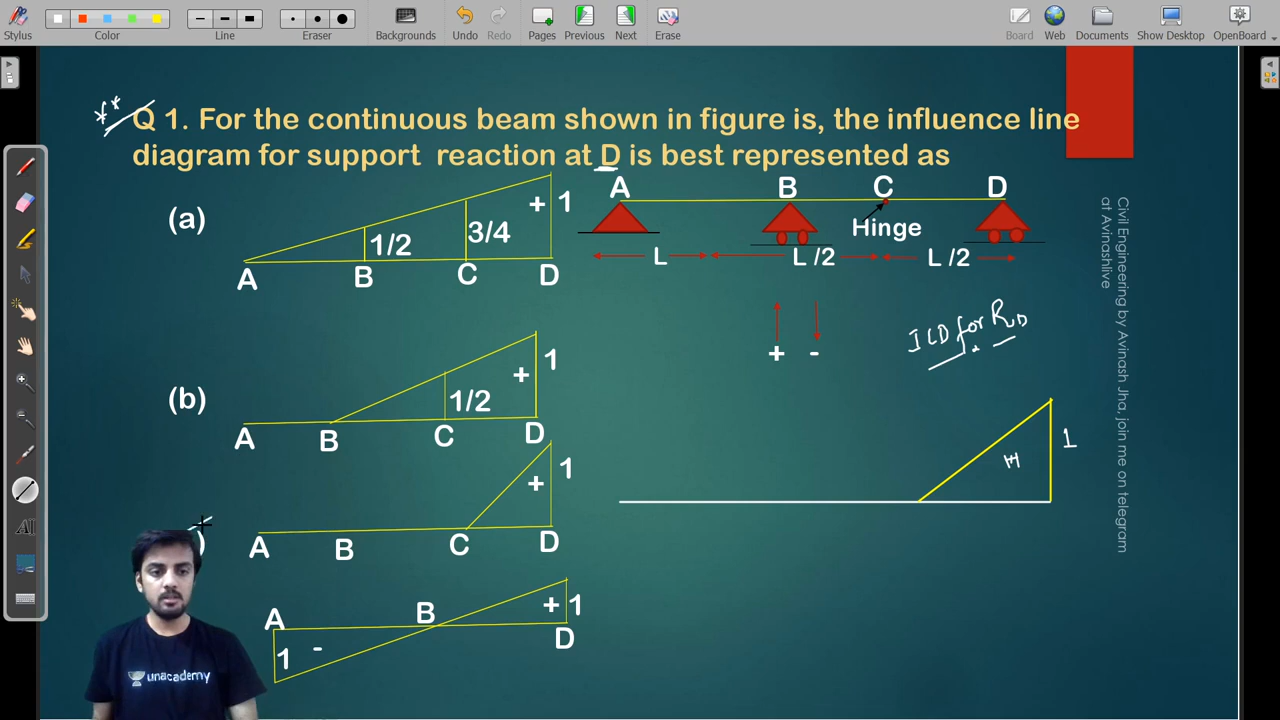 Stylus
Color
Line
Eraser
Backgrounds
Undo
Redo
Pages
Previous
Next
Erase
Board
Web
Documents
Show Desktop
OpenBoard
** Q 1. For the continuous beam shown in figure is, the influence line
diagram for support reaction at D is best represented as
(a)
+ 1
1/2
3/4
A B C D
A B C D
Hinge
L L/2 L/2
+ -
ILD for RD
(b)
+ 1
1/2
A B C D
1
+
)
+ 1
A B C D
A B + 1
1 - D
unacademy
Civil Engineering by Avinash Jha, join me on telegram
at Avinashlive